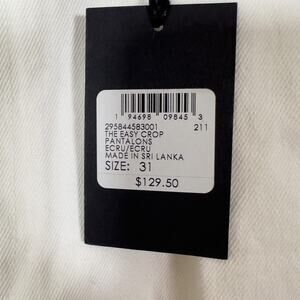 1 94698 09845 3
295844583001 211
THE EASY CROP
PANTALONS
ECRU/ECRU
MADE IN SRI LANKA
SIZE: 31
$129.50